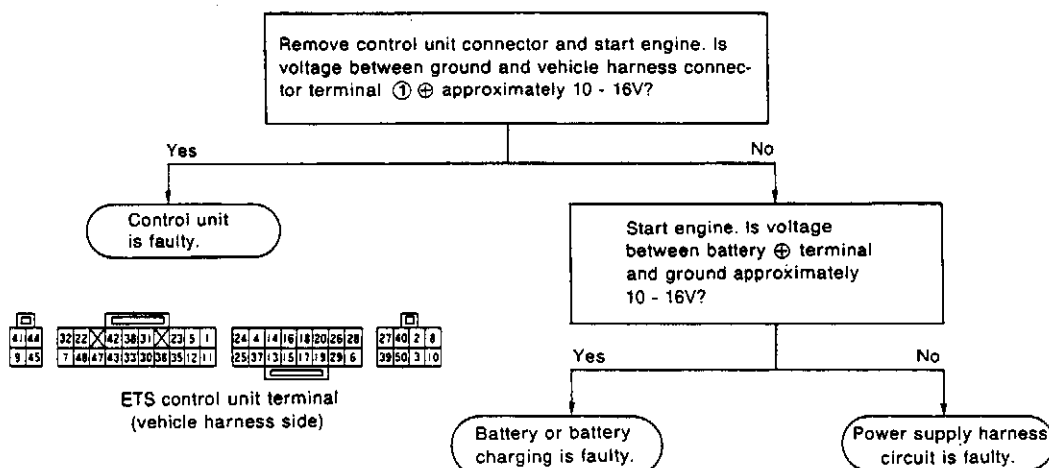 Remove control unit connector and start engine. Is
voltage between ground and vehicle harness connec-
tor terminal ① ⊕ approximately 10 - 16V?
Yes
No
Control unit
is faulty.
Start engine. Is voltage
between battery ⊕ terminal
and ground approximately
10 - 16V?
41 44
9 45
32 22 42 38 31 23 5 1
7 48 47 43 33 30 36 35 12 11
24 4 14 16 18 20 26 28
25 37 13 15 17 19 29 6
27 40 2 8
39 50 3 10
ETS control unit terminal
(vehicle harness side)
Yes
No
Battery or battery
charging is faulty.
Power supply harness
circuit is faulty.